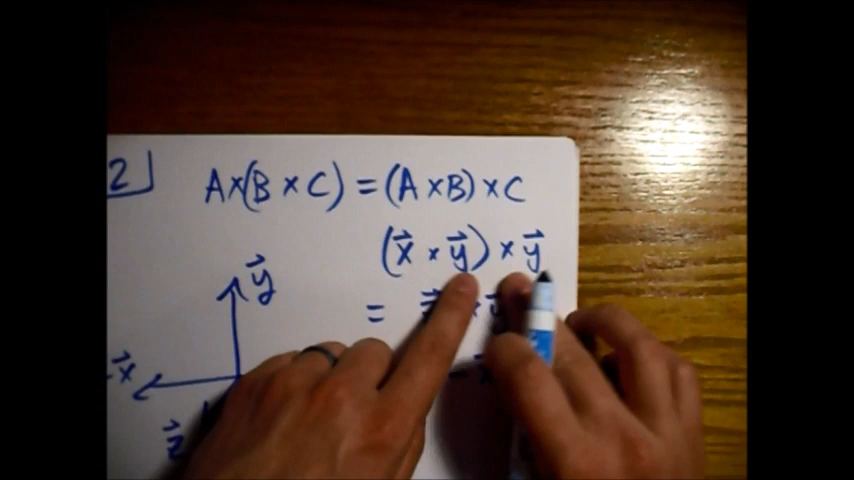 2
A×(B × C) = (A × B) × C
(x⃗ × y⃗) × y⃗
y⃗
= z⃗ ×
x⃗
z⃗